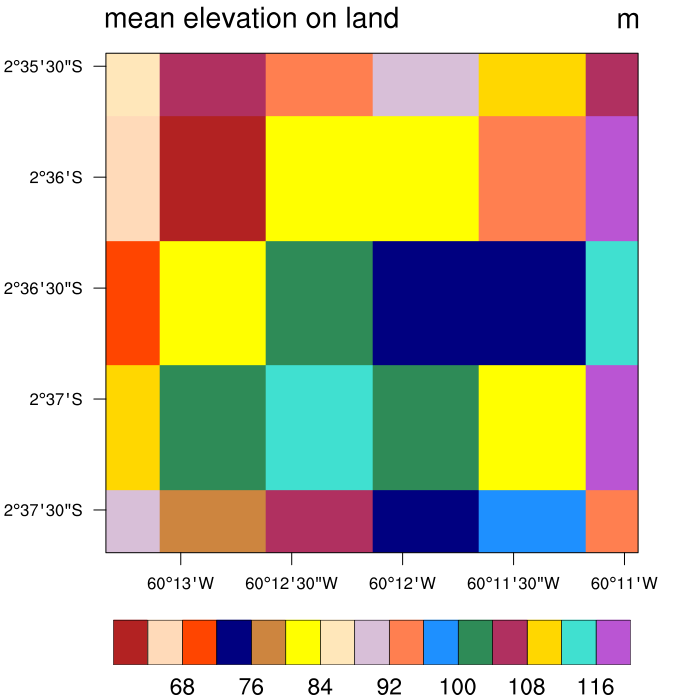 mean elevation on land m
2°35'30"S
2°36'S
2°36'30"S
2°37'S
2°37'30"S
60°13'W 60°12'30"W 60°12'W 60°11'30"W 60°11'W
68 76 84 92 100 108 116